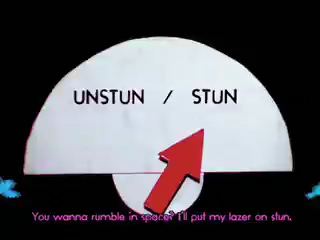 UNSTUN / STUN
You wanna rumble in space? I'll put my lazer on stun.